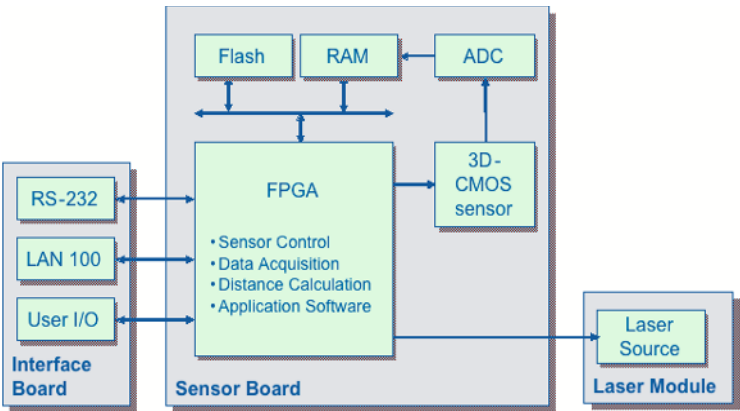 Flash
RAM
ADC
FPGA
• Sensor Control
• Data Acquisition
• Distance Calculation
• Application Software
3D-
CMOS
sensor
RS-232
LAN 100
User I/O
Interface
Board
Sensor Board
Laser
Source
Laser Module